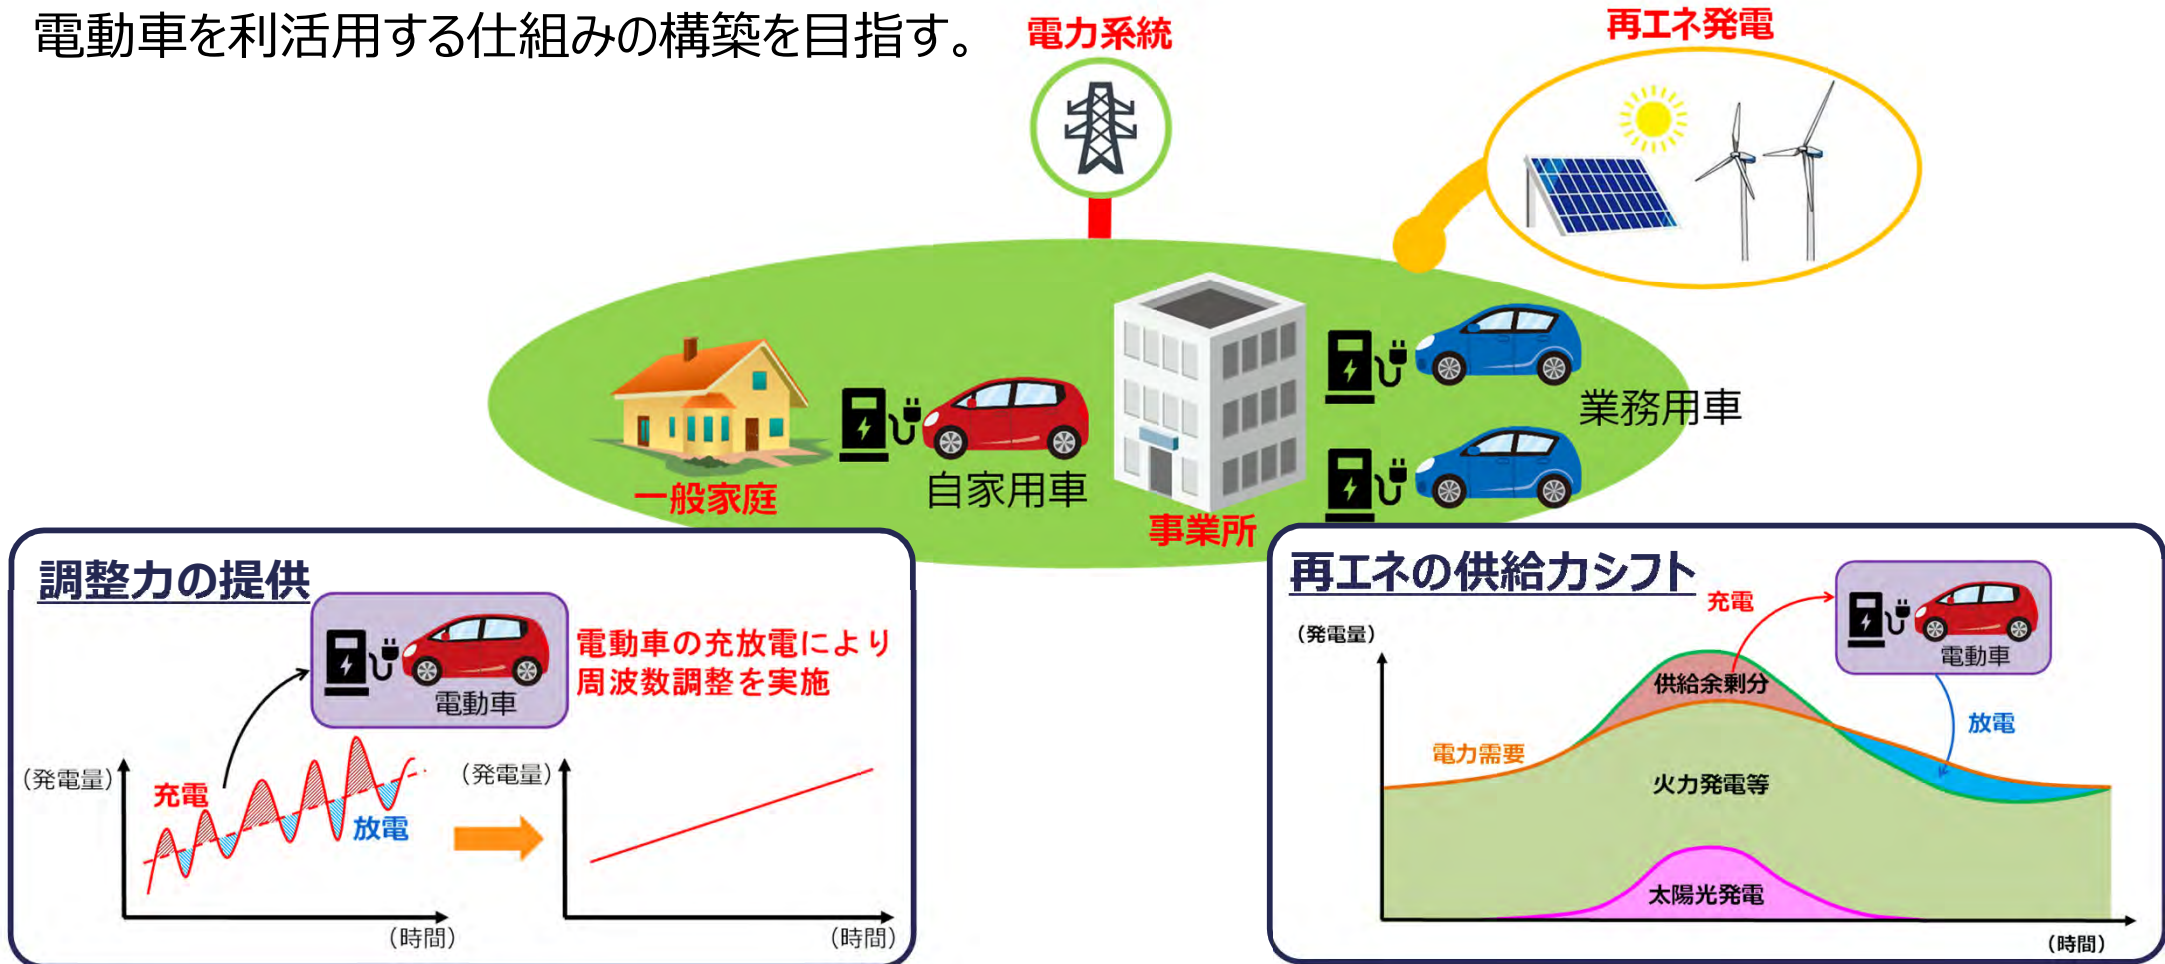 電動車を利活用する仕組みの構築を目指す。
電力系統
再エネ発電
一般家庭
自家用車
事業所
業務用車
調整力の提供
電動車
電動車の充放電により
周波数調整を実施
（発電量）
充電
放電
（時間）
（発電量）
（時間）
再エネの供給力シフト
充電
（発電量）
電動車
供給余剰分
放電
電力需要
火力発電等
太陽光発電
（時間）